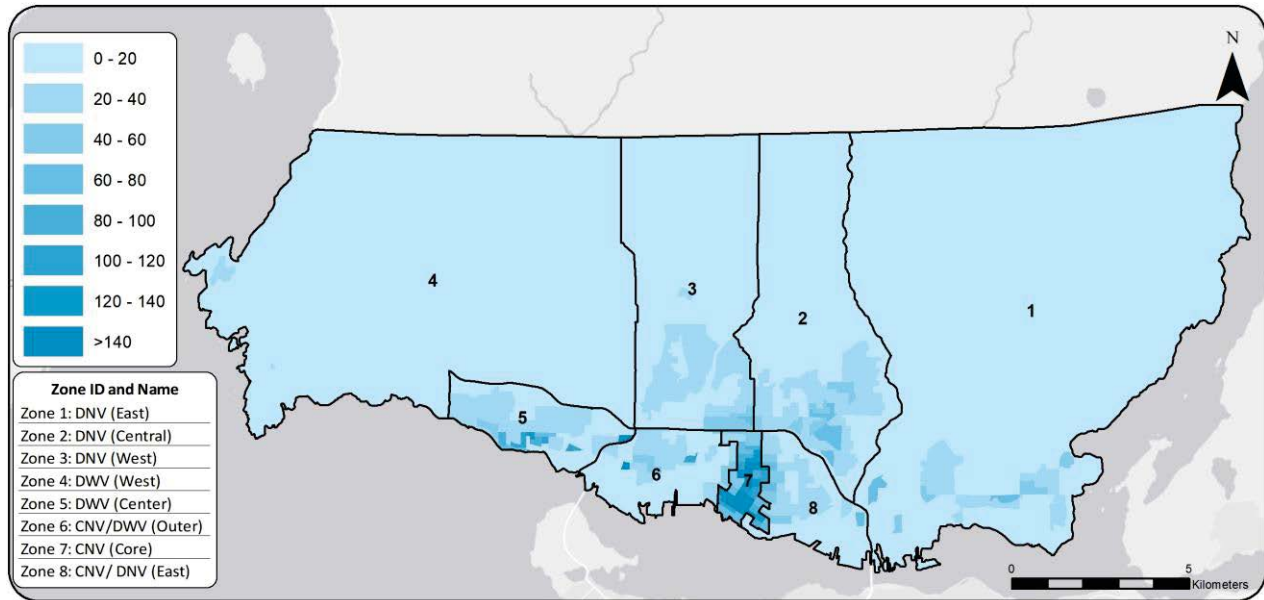 0 - 20
20 - 40
40 - 60
60 - 80
80 - 100
100 - 120
120 - 140
>140
Zone ID and Name
Zone 1: DNV (East)
Zone 2: DNV (Central)
Zone 3: DNV (West)
Zone 4: DWV (West)
Zone 5: DWV (Center)
Zone 6: CNV/DWV (Outer)
Zone 7: CNV (Core)
Zone 8: CNV/ DNV (East)
N
4
3
2
1
5
6
7
8
0 5
Kilometers